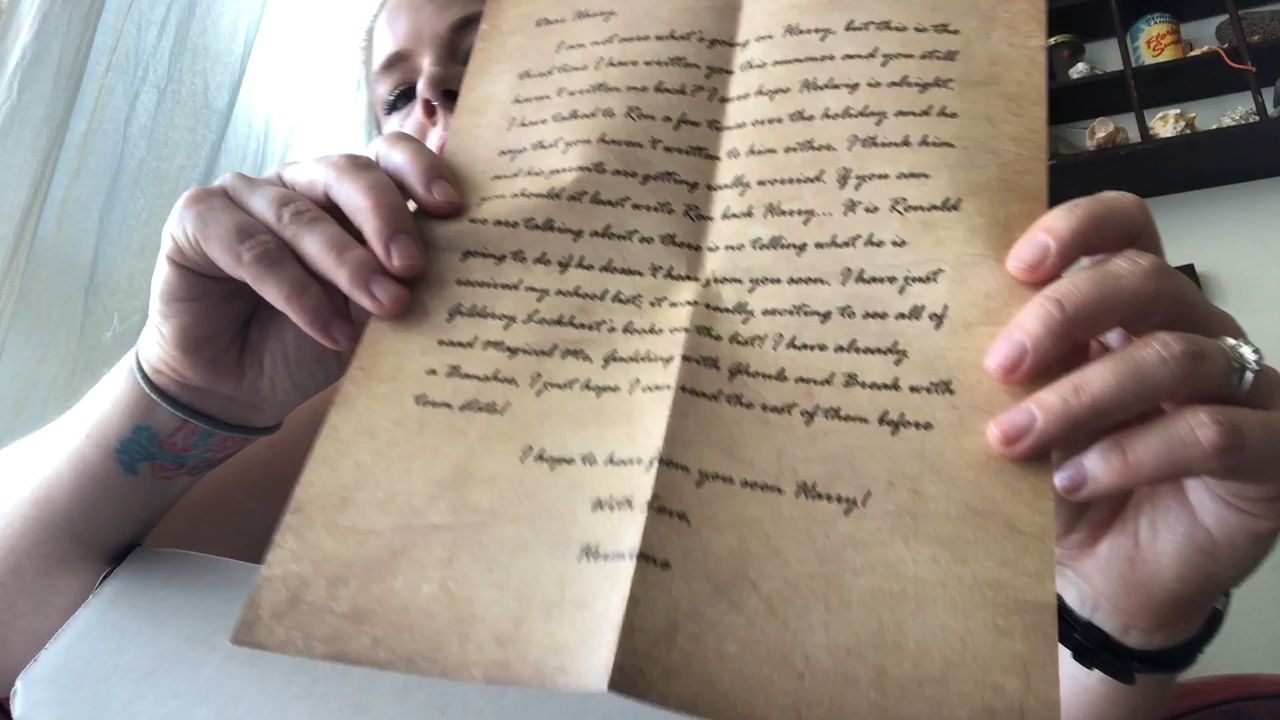 Dear Harry,
I am not sure what's going on Harry, but this is the
third time I have written you this summer and you still
haven't written me back? I sure hope Hedwig is alright.
I have talked to Ron a few times over the holiday and he
says that you haven't written to him either. I think him
and his parents are getting really worried. If you can
you should at least write Ron back Harry... It is Ronald
we are talking about so there is no telling what he is
going to do if he doesn't hear from you soon. I have just
received my school list, it was really exciting to see all of
Gilderoy Lockhart's books on the list! I have already
read Magical Me, Gadding with Ghouls and Break with
a Banshee, I just hope I can read the rest of them before
term starts!
I hope to hear from you soon Harry!
With Love,
Hermione
Florida